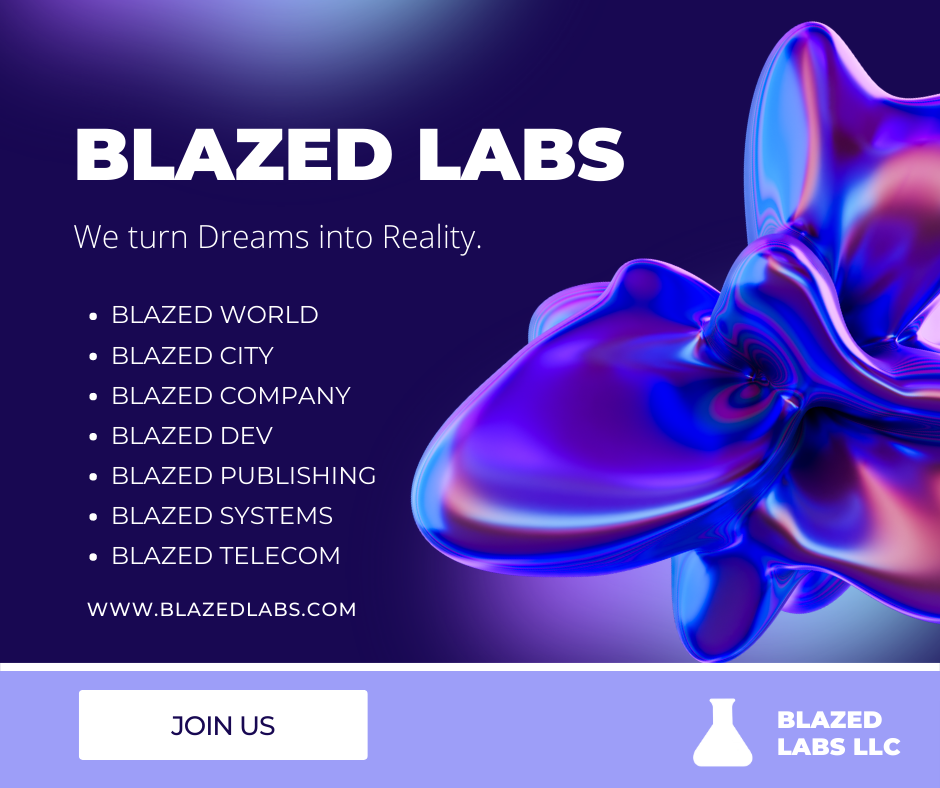 BLAZED LABS
We turn Dreams into Reality.
• BLAZED WORLD
• BLAZED CITY
• BLAZED COMPANY
• BLAZED DEV
• BLAZED PUBLISHING
• BLAZED SYSTEMS
• BLAZED TELECOM
WWW.BLAZEDLABS.COM
JOIN US
BLAZED
LABS LLC